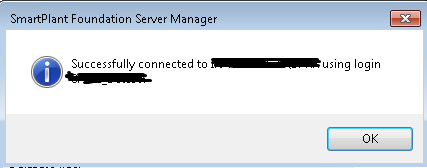 SmartPlant Foundation Server Manager
Successfully connected to using login
OK